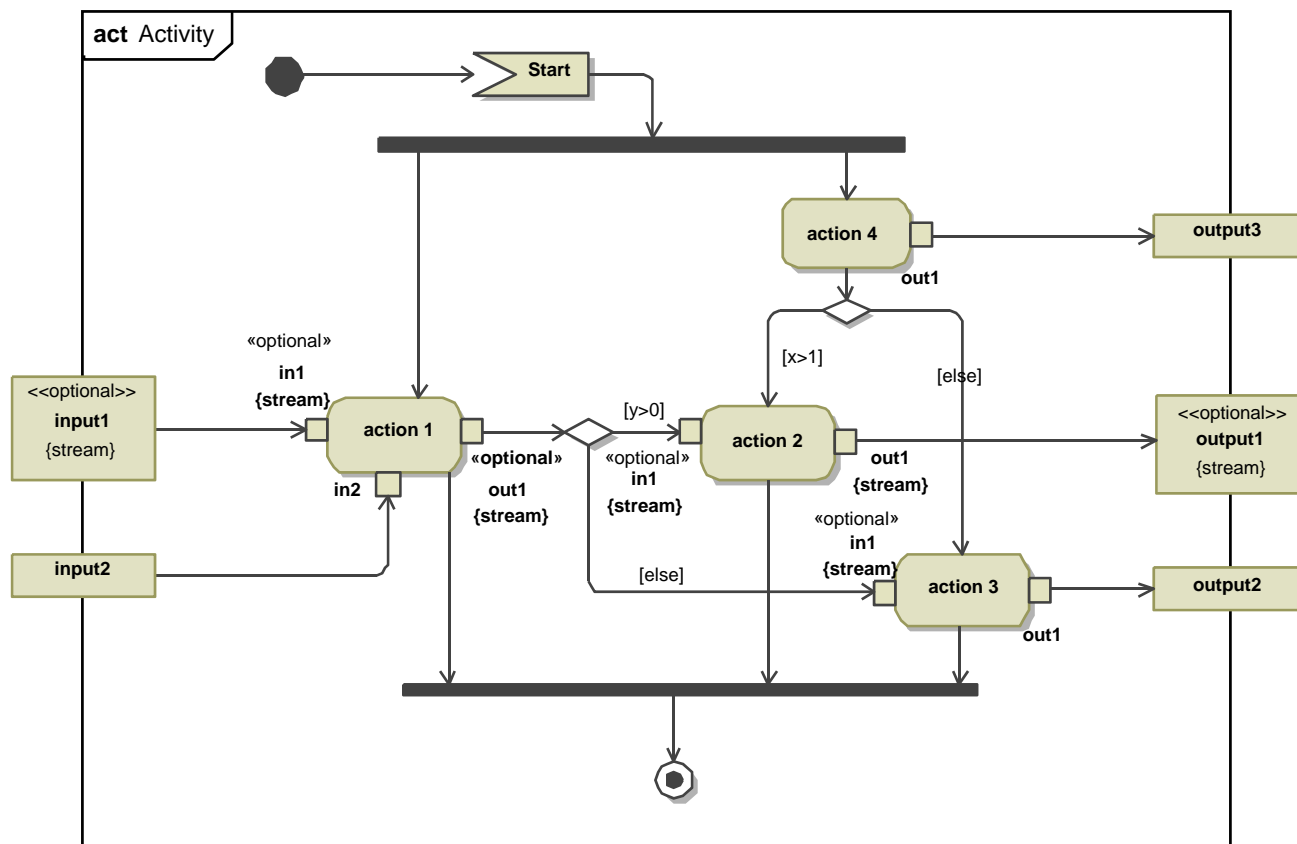 act Activity
Start
action 4
output3
out1
«optional»
in1
{stream}
[x>1]
[else]
<<optional>>
input1
{stream}
action 1
[y>0]
action 2
<<optional>>
output1
{stream}
«optional»
out1
{stream}
«optional»
in1
{stream}
out1
{stream}
in2
«optional»
in1
{stream}
input2
[else]
action 3
output2
out1